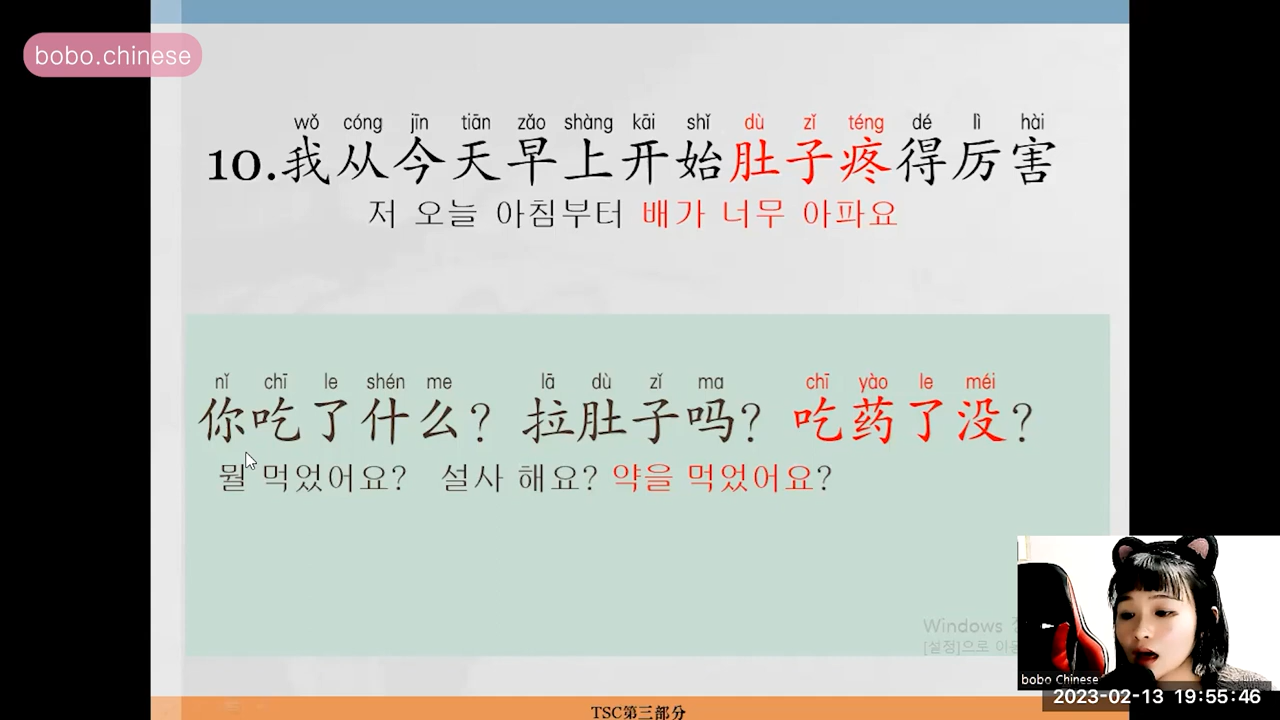 bobo.chinese
wǒ cóng jīn tiān zǎo shàng kāi shǐ dù zǐ téng dé lì hài
10.我从今天早上开始肚子疼得厉害
저 오늘 아침부터 배가 너무 아파요
nǐ chī le shén me lā dù zǐ ma chī yào le méi
你吃了什么？拉肚子吗？吃药了没？
뭘 먹었어요? 설사 해요? 약을 먹었어요?
Windows
[설정]으로
bobo Chinese
2023-02-13 19:55:46
TSC第三部分